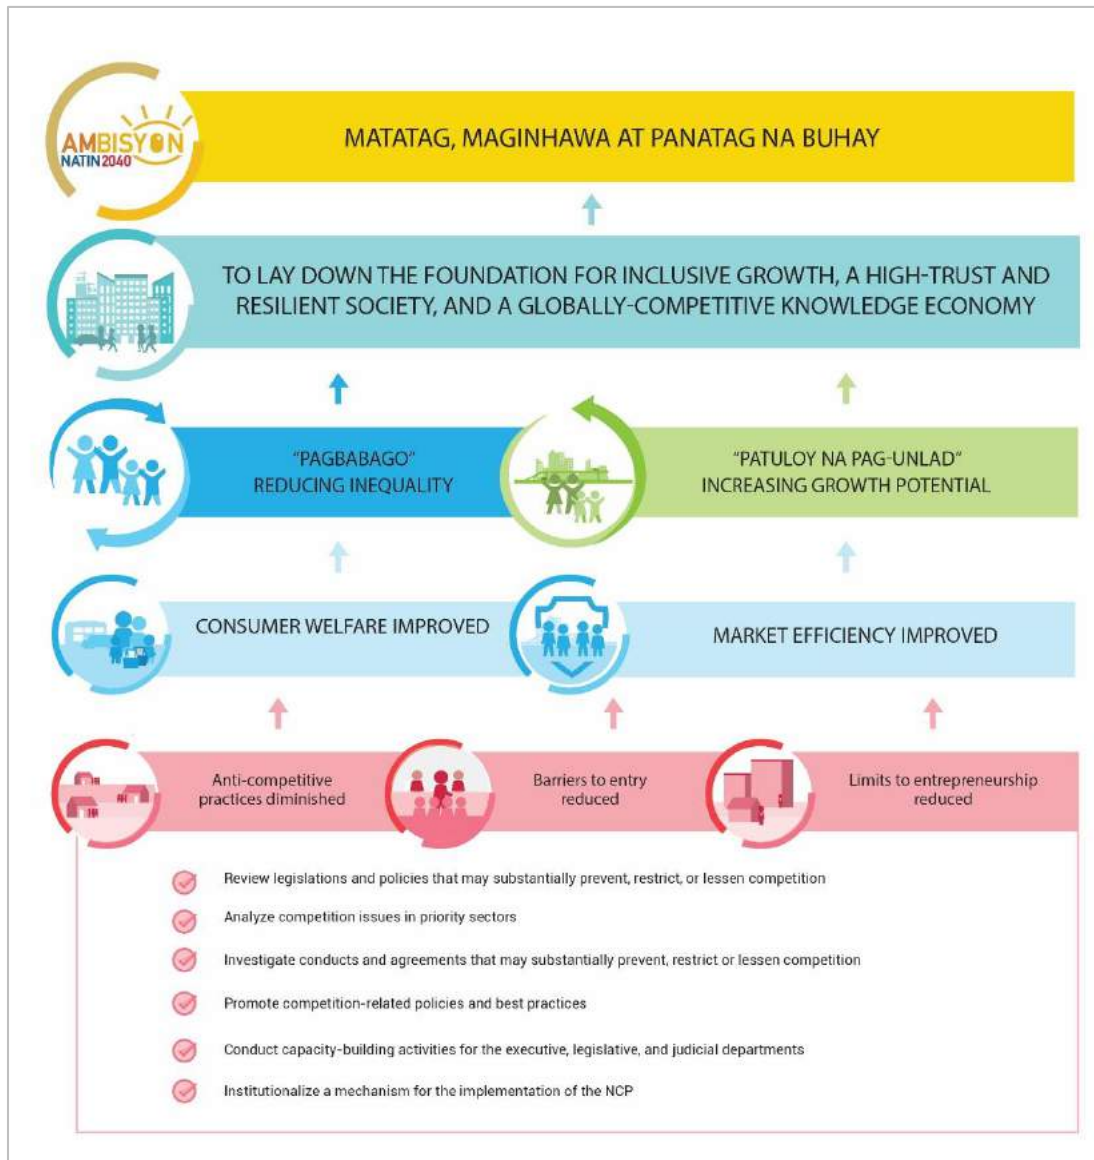 AMBISYON
NATIN 2040
MATATAG, MAGINHAWA AT PANATAG NA BUHAY
TO LAY DOWN THE FOUNDATION FOR INCLUSIVE GROWTH, A HIGH-TRUST AND
RESILIENT SOCIETY, AND A GLOBALLY-COMPETITIVE KNOWLEDGE ECONOMY
"PAGBABAGO"
REDUCING INEQUALITY
"PATULOY NA PAG-UNLAD"
INCREASING GROWTH POTENTIAL
CONSUMER WELFARE IMPROVED
MARKET EFFICIENCY IMPROVED
Anti-competitive
practices diminished
Barriers to entry
reduced
Limits to entrepreneurship
reduced
Review legislations and policies that may substantially prevent, restrict, or lessen competition
Analyze competition issues in priority sectors
Investigate conducts and agreements that may substantially prevent, restrict or lessen competition
Promote competition-related policies and best practices
Conduct capacity-building activities for the executive, legislative, and judicial departments
Institutionalize a mechanism for the implementation of the NCP